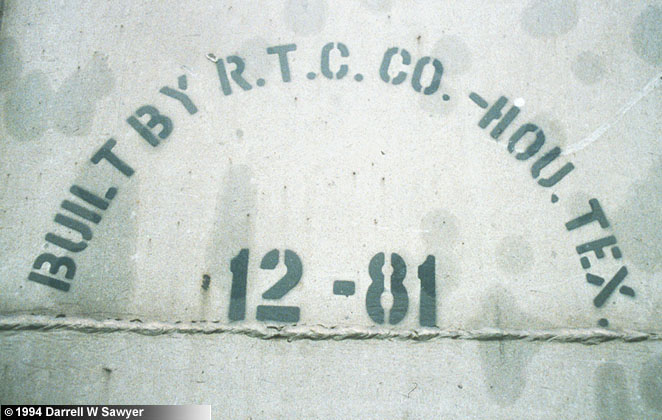 BUILT BY R.T.C. CO. -HOU. TEX.
12-81
© 1994 Darrell W Sawyer